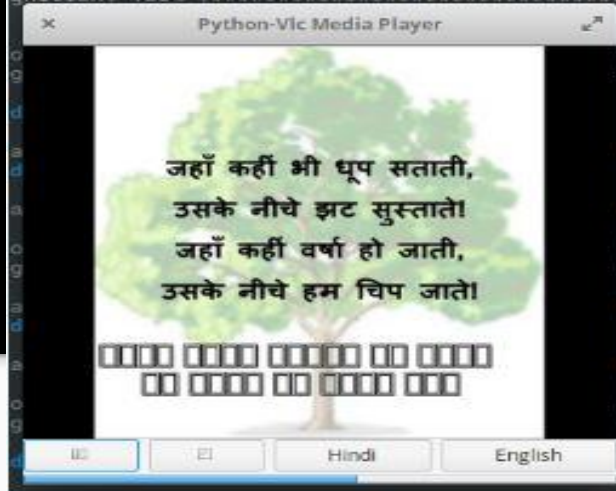 Python-Vlc Media Player
जहाँ कहीं भी धूप सताती,
उसके नीचे झट सुस्ताते!
जहाँ कहीं वर्षा हो जाती,
उसके नीचे हम चिप जाते!
Hindi English